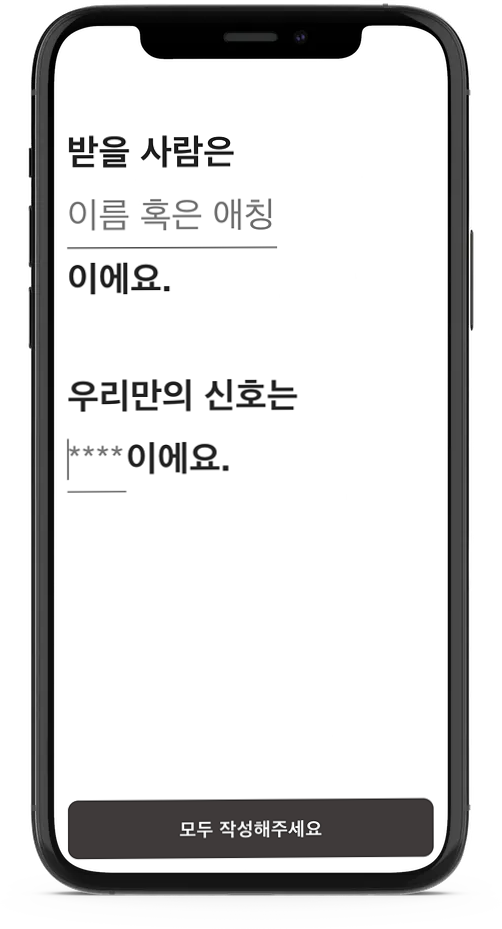 받을 사람은
이름 혹은 애칭
이에요.
우리만의 신호는
****이에요.
모두 작성해주세요